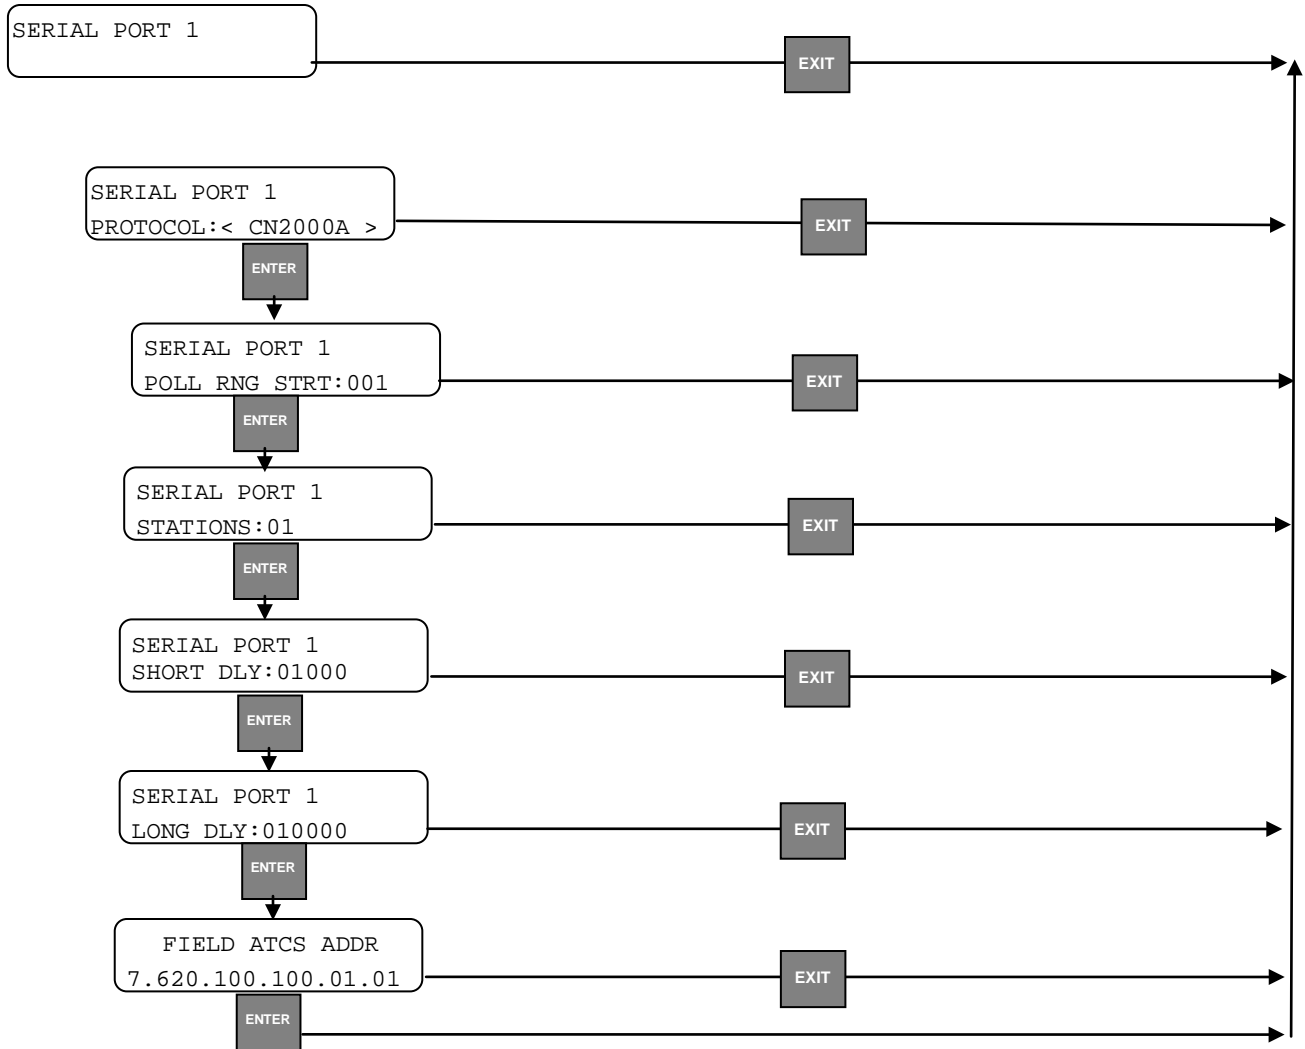 SERIAL PORT 1
EXIT
SERIAL PORT 1
PROTOCOL:< CN2000A >
EXIT
ENTER
SERIAL PORT 1
POLL RNG STRT:001
EXIT
ENTER
SERIAL PORT 1
STATIONS:01
EXIT
ENTER
SERIAL PORT 1
SHORT DLY:01000
EXIT
ENTER
SERIAL PORT 1
LONG DLY:010000
EXIT
ENTER
FIELD ATCS ADDR
7.620.100.100.01.01
EXIT
ENTER